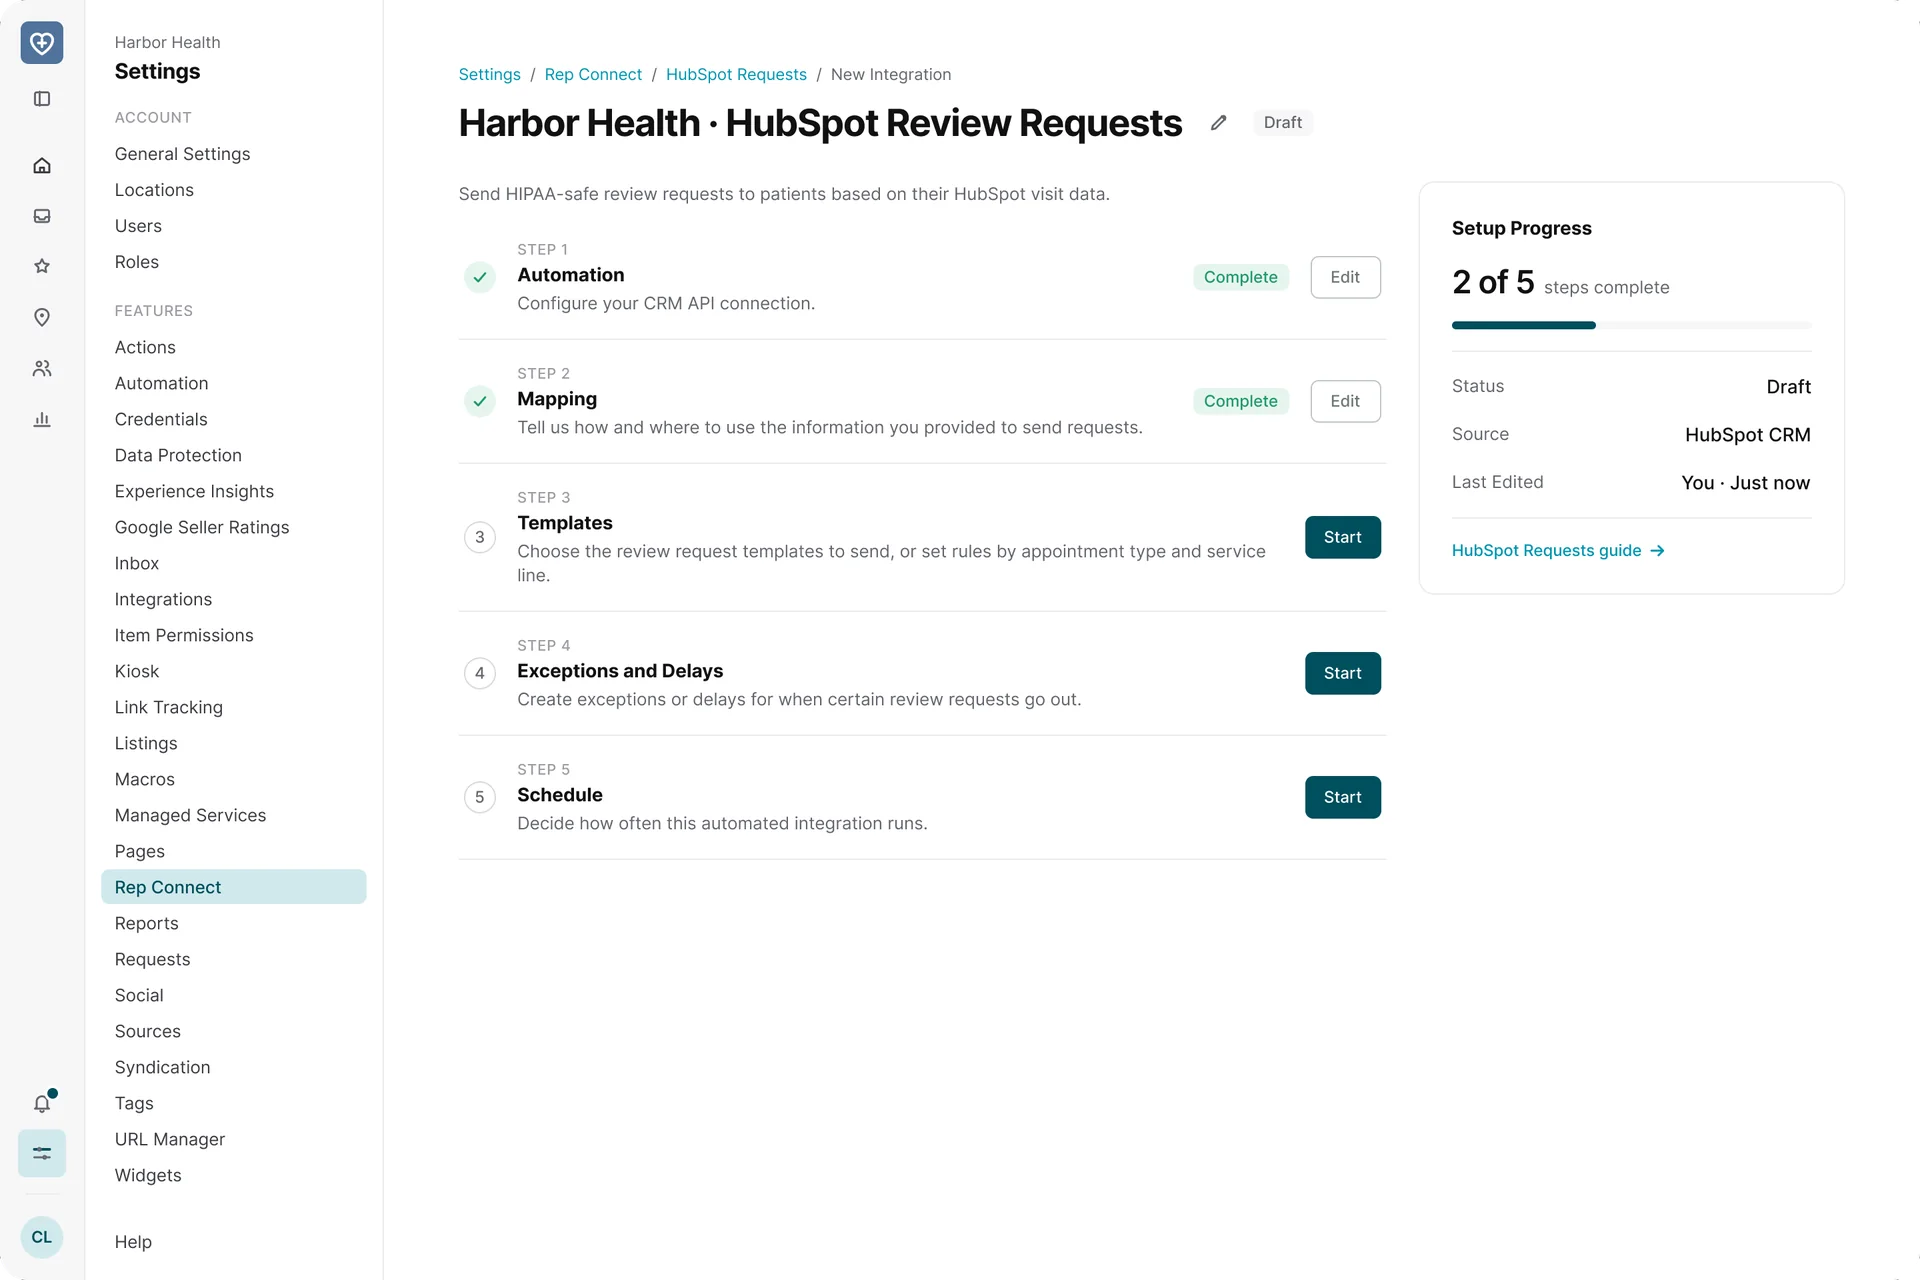 Harbor Health
Settings
ACCOUNT
General Settings
Locations
Users
Roles
FEATURES
Actions
Automation
Credentials
Data Protection
Experience Insights
Google Seller Ratings
Inbox
Integrations
Item Permissions
Kiosk
Link Tracking
Listings
Macros
Managed Services
Pages
Rep Connect
Reports
Requests
Social
Sources
Syndication
Tags
URL Manager
Widgets
Help
CL
Settings / Rep Connect / HubSpot Requests / New Integration
Harbor Health · HubSpot Review Requests
Draft
Send HIPAA-safe review requests to patients based on their HubSpot visit data.
STEP 1
Automation
Configure your CRM API connection.
Complete
Edit
STEP 2
Mapping
Tell us how and where to use the information you provided to send requests.
Complete
Edit
3
STEP 3
Templates
Choose the review request templates to send, or set rules by appointment type and service
line.
Start
4
STEP 4
Exceptions and Delays
Create exceptions or delays for when certain review requests go out.
Start
5
STEP 5
Schedule
Decide how often this automated integration runs.
Start
Setup Progress
2 of 5 steps complete
Status Draft
Source HubSpot CRM
Last Edited You · Just now
HubSpot Requests guide →